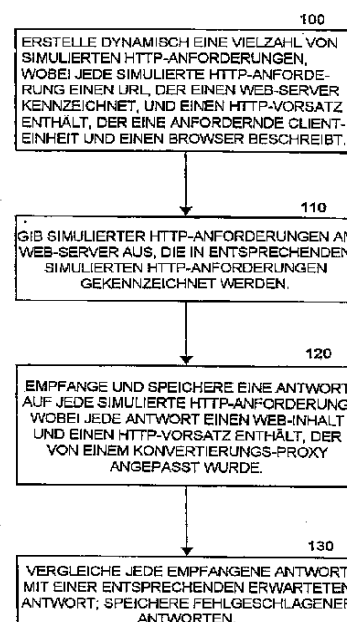 100
ERSTELLE DYNAMISCH EINE VIELZAHL VON
SIMULIERTEN HTTP-ANFORDERUNGEN,
WOBEI JEDE SIMULIERTE HTTP-ANFORDE-
RUNG EINEN URL, DER EINEN WEB-SERVER
KENNZEICHNET, UND EINEN HTTP-VORSATZ
ENTHÄLT, DER EINE ANFORDERNDE CLIENT-
EINHEIT UND EINEN BROWSER BESCHREIBT.
110
GIB SIMULIERTER HTTP-ANFORDERUNGEN AN
WEB-SERVER AUS, DIE IN ENTSPRECHENDEN
SIMULIERTEN HTTP-ANFORDERUNGEN
GEKENNZEICHNET WERDEN.
120
EMPFANGE UND SPEICHERE EINE ANTWORT
AUF JEDE SIMULIERTE HTTP-ANFORDERUNG,
WOBEI JEDE ANTWORT EINEN WEB-INHALT
UND EINEN HTTP-VORSATZ ENTHÄLT, DER
VON EINEM KONVERTIERUNGS-PROXY
ANGEPASST WURDE.
130
VERGLEICHE JEDE EMPFANGENE ANTWORT
MIT EINER ENTSPRECHENDEN ERWARTETEN
ANTWORT; SPEICHERE FEHLGESCHLAGENER
ANTWORTEN.